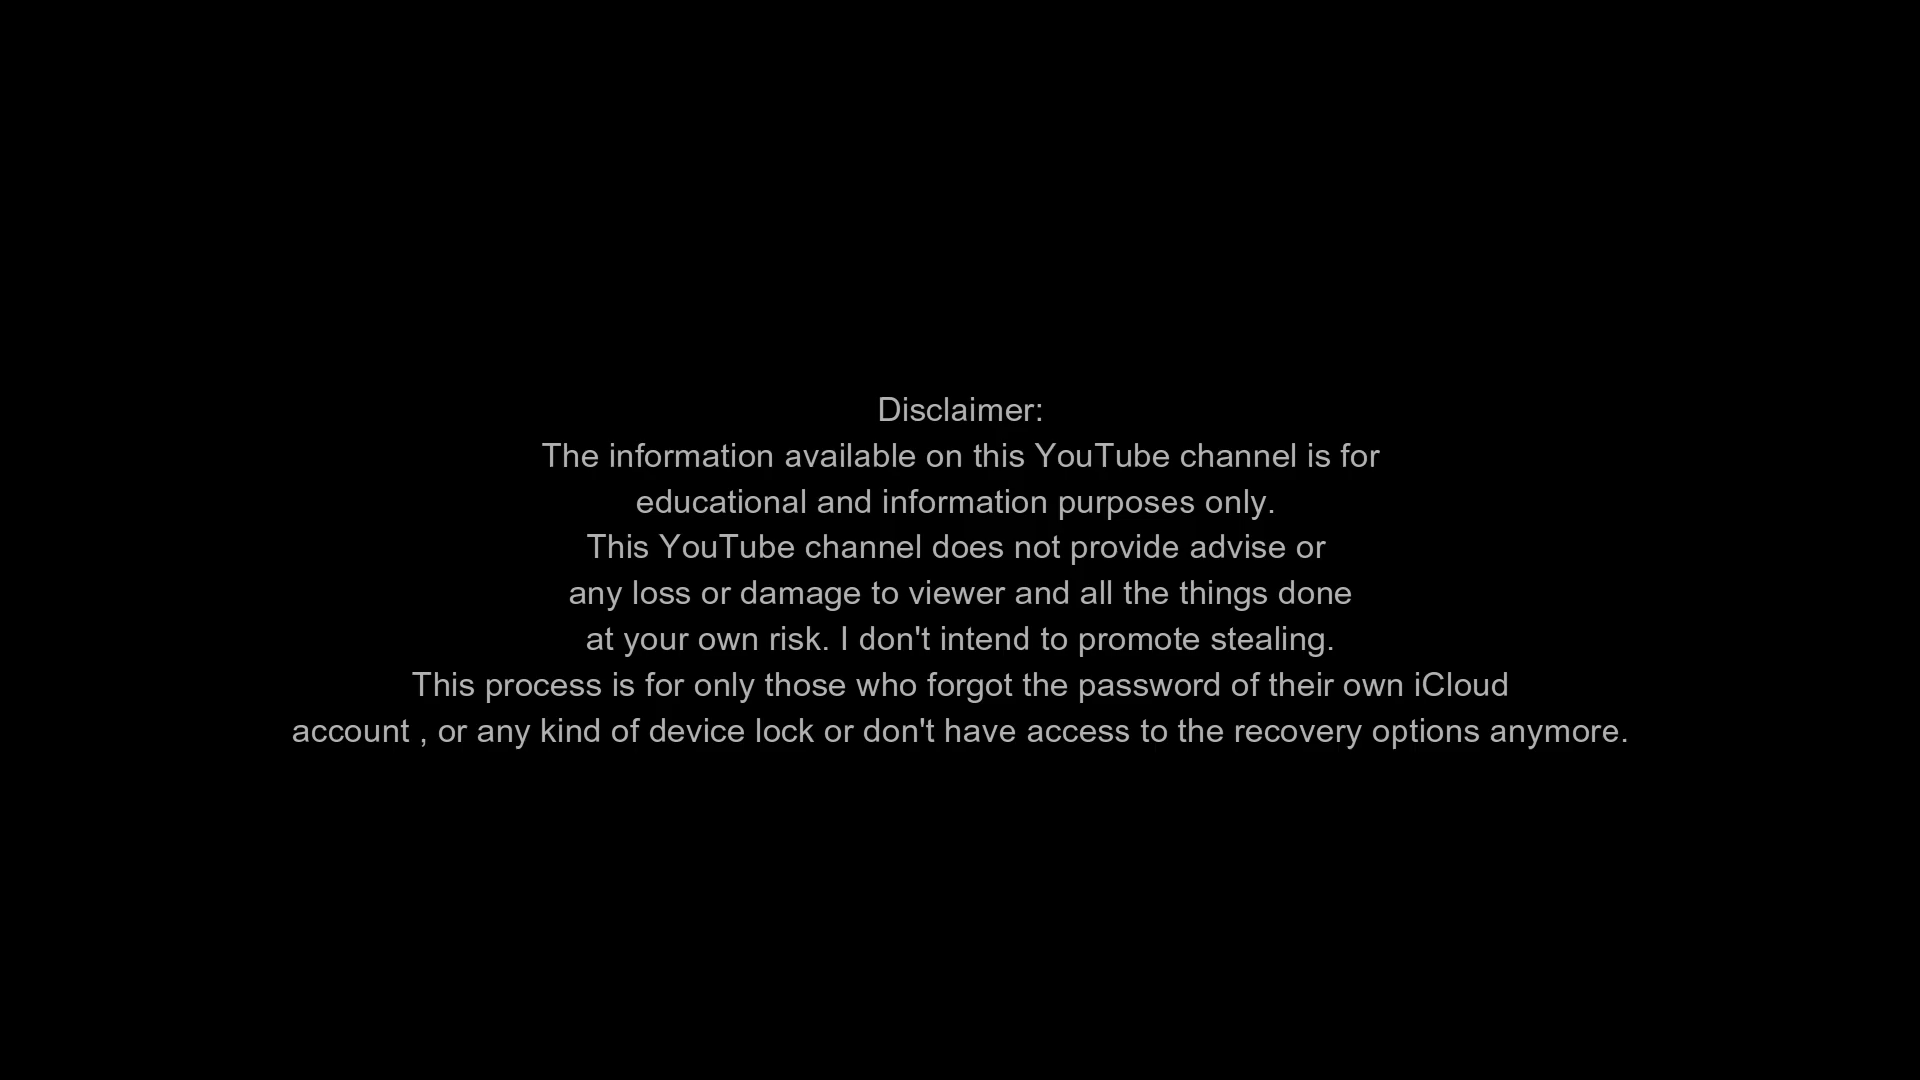 Disclaimer:
The information available on this YouTube channel is for
educational and information purposes only.
This YouTube channel does not provide advise or
any loss or damage to viewer and all the things done
at your own risk. I don't intend to promote stealing.
This process is for only those who forgot the password of their own iCloud
account , or any kind of device lock or don't have access to the recovery options anymore.